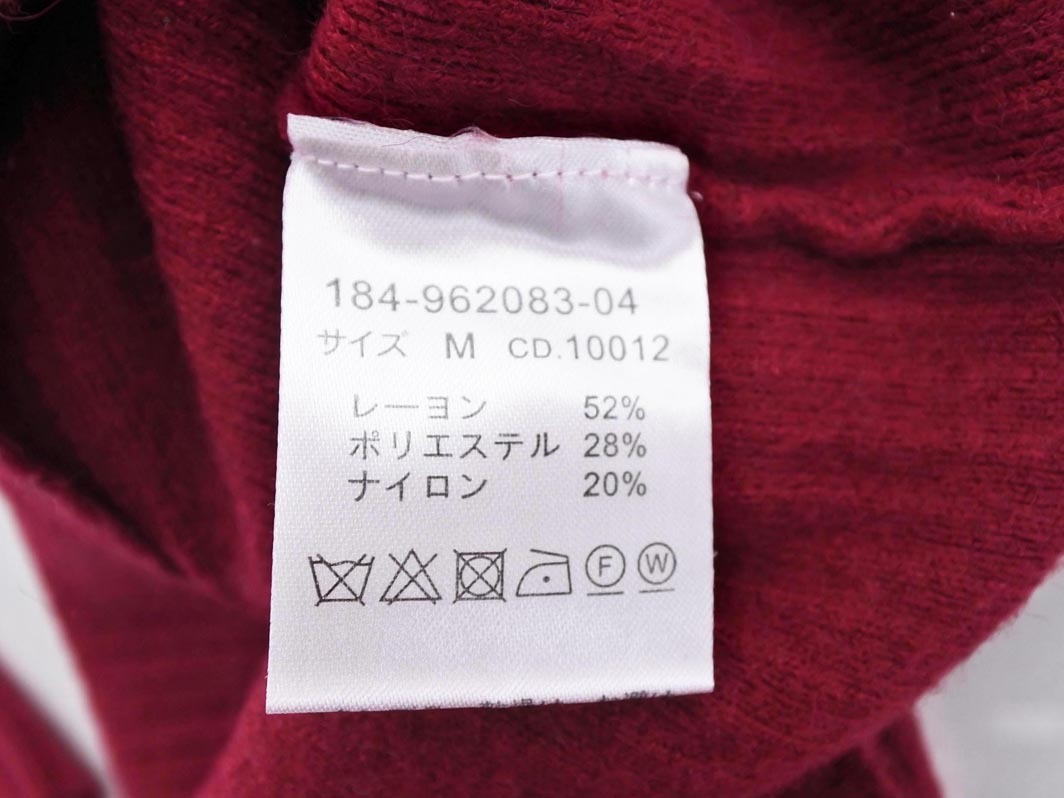 184-962083-04
サイズ M CD.10012
レーヨン 52%
ポリエステル 28%
ナイロン 20%
F W